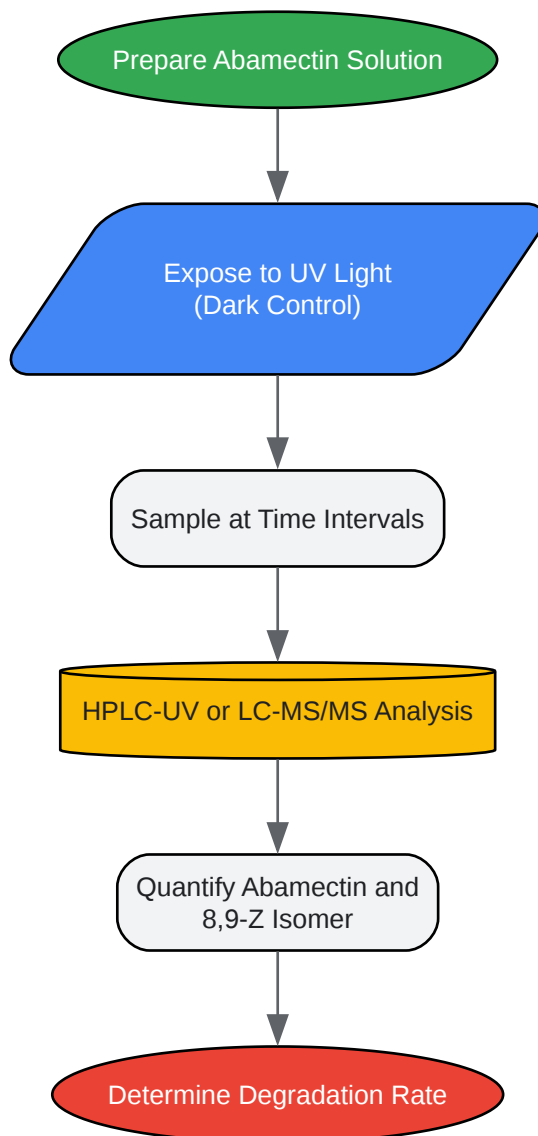 Prepare Abamectin Solution
Expose to UV Light
(Dark Control)
Sample at Time Intervals
HPLC-UV or LC-MS/MS Analysis
Quantify Abamectin and
8,9-Z Isomer
Determine Degradation Rate